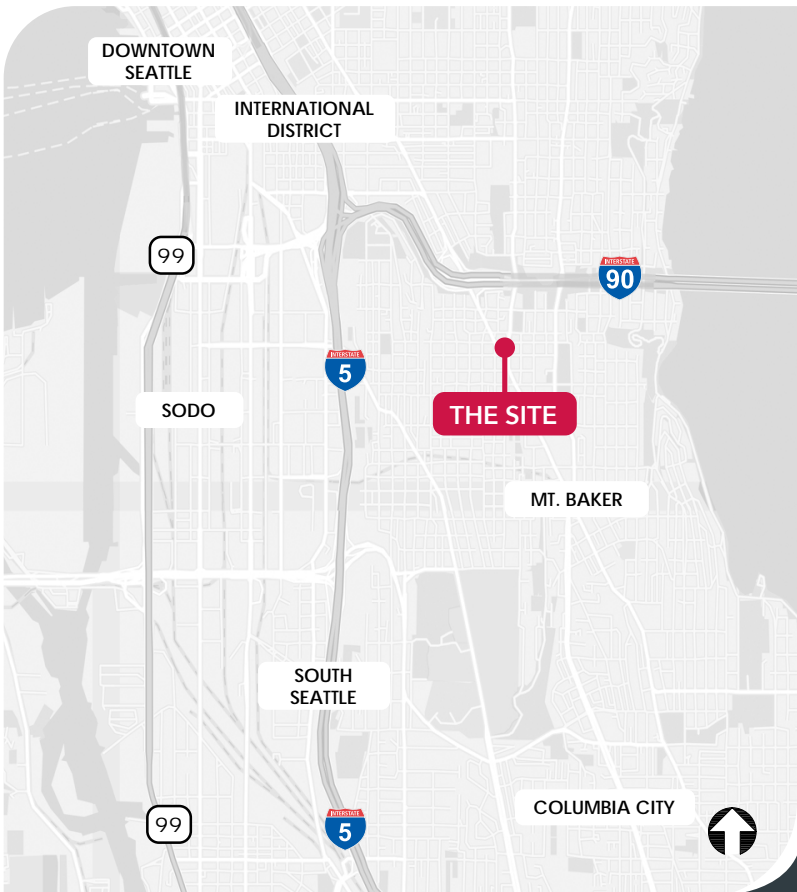 DOWNTOWN
SEATTLE
INTERNATIONAL
DISTRICT
99
INTERSTATE
90
INTERSTATE
5
SODO
THE SITE
MT. BAKER
SOUTH
SEATTLE
COLUMBIA CITY
99
INTERSTATE
5